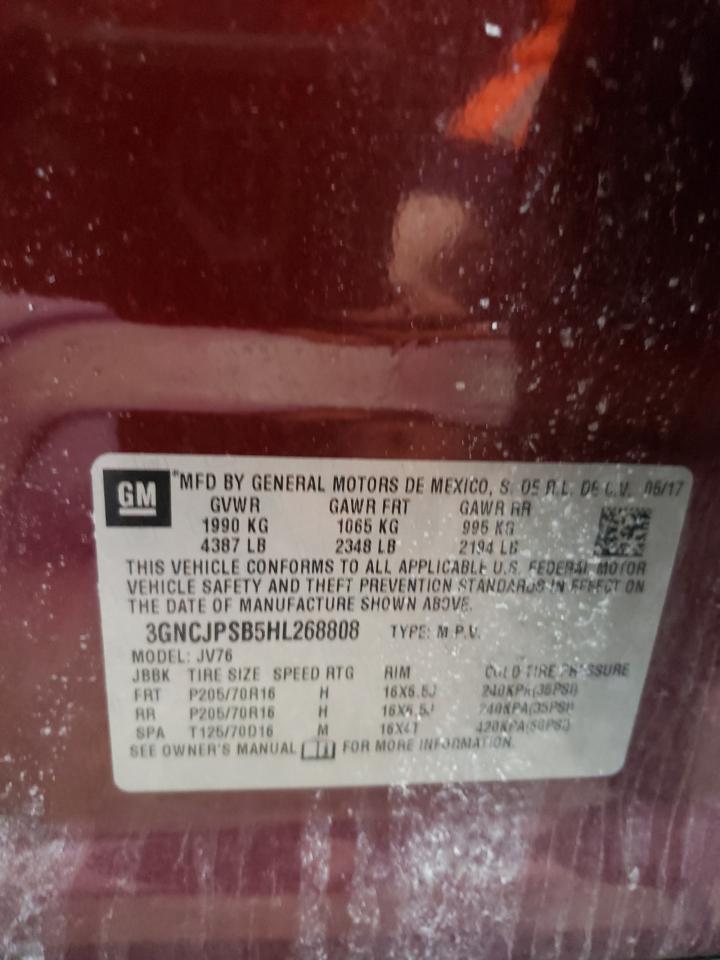 GM
*MFD BY GENERAL MOTORS DE MEXICO, S. DE R.L. DE C.V. 06/17
GVWR GAWR FRT GAWR RR
1990 KG 1065 KG 995 KG
4387 LB 2348 LB 2194 LB
THIS VEHICLE CONFORMS TO ALL APPLICABLE U.S. FEDERAL MOTOR
VEHICLE SAFETY AND THEFT PREVENTION STANDARDS IN EFFECT ON
THE DATE OF MANUFACTURE SHOWN ABOVE.
3GNCJPSB5HL268808 TYPE: M.P.V.
MODEL: JV76
JBBK TIRE SIZE SPEED RTG RIM COLD TIRE PRESSURE
FRT P205/70R16 H 16X6.5J 240KPA(35PSI)
RR P205/70R16 H 16X6.5J 240KPA(35PSI)
SPA T125/70D16 M 16X4T 420KPA(60PSI)
SEE OWNER'S MANUAL FOR MORE INFORMATION.